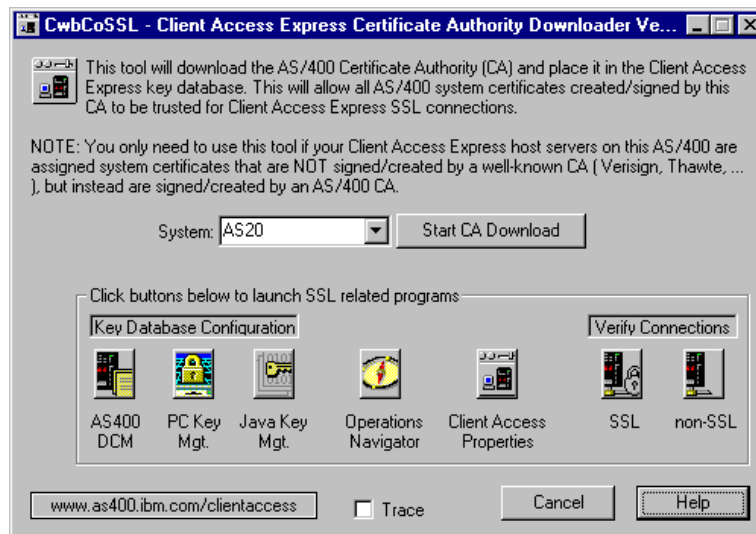 CwbCoSSL - Client Access Express Certificate Authority Downloader Ve...
This tool will download the AS/400 Certificate Authority (CA) and place it in the Client Access
Express key database. This will allow all AS/400 system certificates created/signed by this
CA to be trusted for Client Access Express SSL connections.
NOTE: You only need to use this tool if your Client Access Express host servers on this AS/400 are
assigned system certificates that are NOT signed/created by a well-known CA ( Verisign, Thawte, ...
), but instead are signed/created by an AS/400 CA.
System: AS20 Start CA Download
Click buttons below to launch SSL related programs
Key Database Configuration Verify Connections
AS400 PC Key Java Key Operations Client Access SSL non-SSL
DCM Mgt. Mgt. Navigator Properties
www.as400.ibm.com/clientaccess Trace Cancel Help